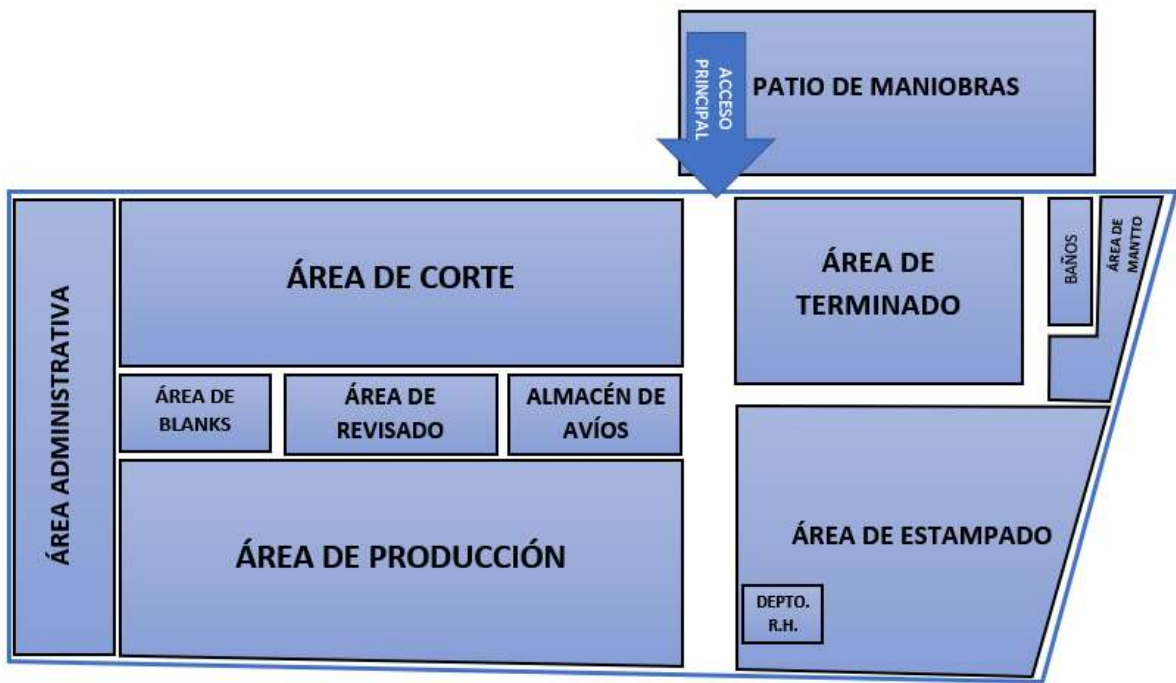 ACCESO
PRINCIPAL
PATIO DE MANIOBRAS
ÁREA ADMINISTRATIVA
ÁREA DE CORTE
ÁREA DE
TERMINADO
BAÑOS
ÁREA DE
MANTTO
ÁREA DE
BLANKS
ÁREA DE
REVISADO
ALMACÉN DE
AVÍOS
ÁREA DE PRODUCCIÓN
ÁREA DE ESTAMPADO
DEPTO.
R.H.